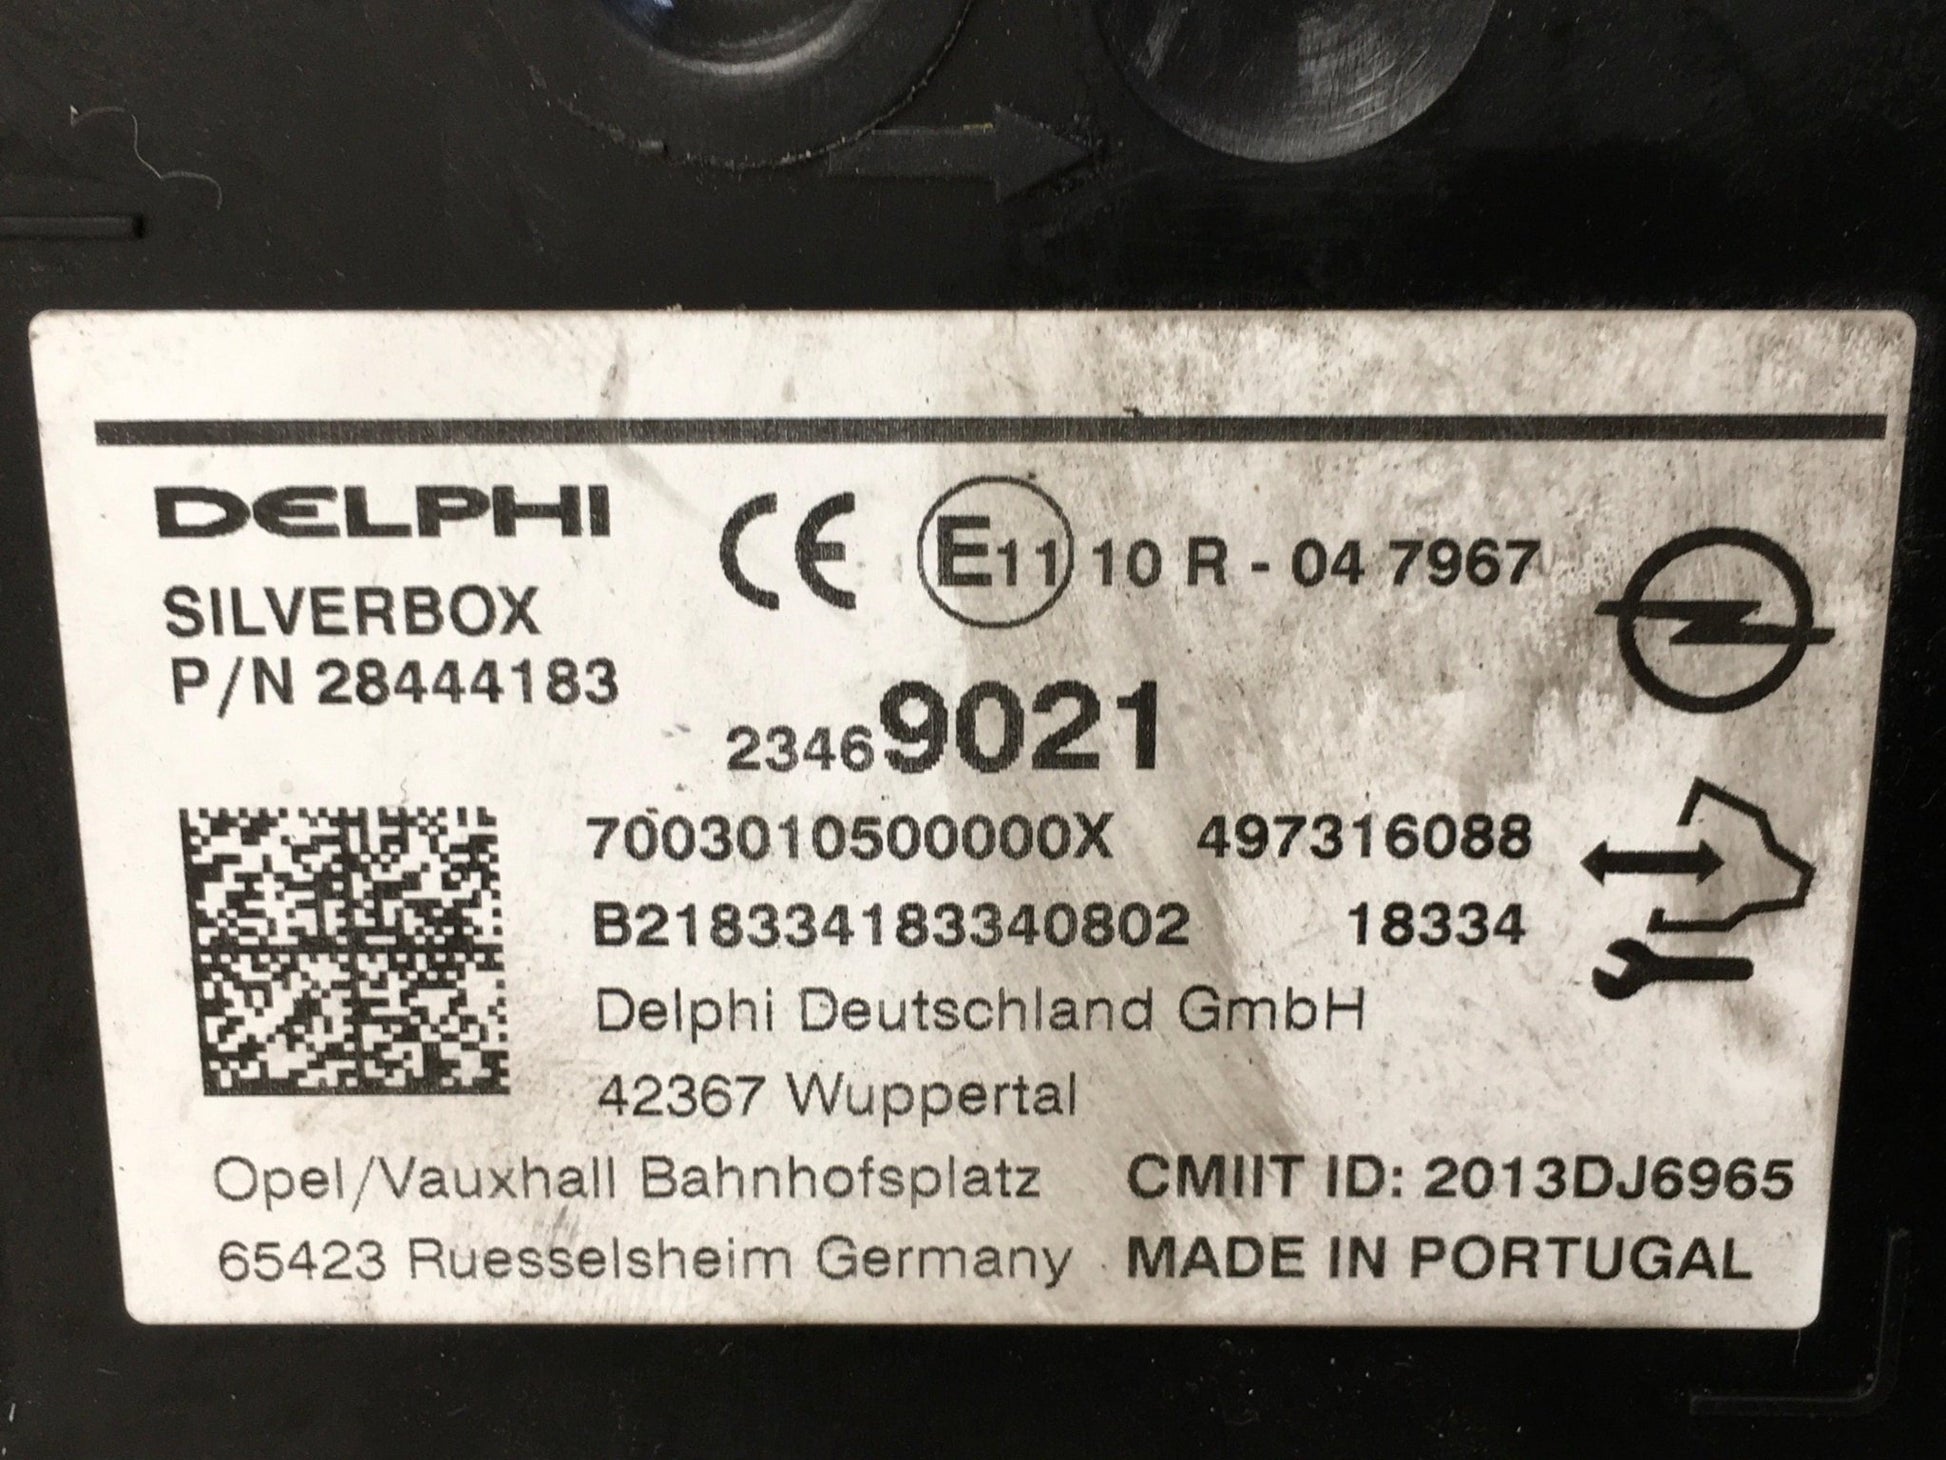 DELPHI
CE E11 10 R - 04 7967
SILVERBOX
P/N 28444183
23469021
7003010500000X 497316088
B218334183340802 18334
Delphi Deutschland GmbH
42367 Wuppertal
Opel/Vauxhall Bahnhofsplatz CMIIT ID: 2013DJ6965
65423 Ruesselsheim Germany MADE IN PORTUGAL